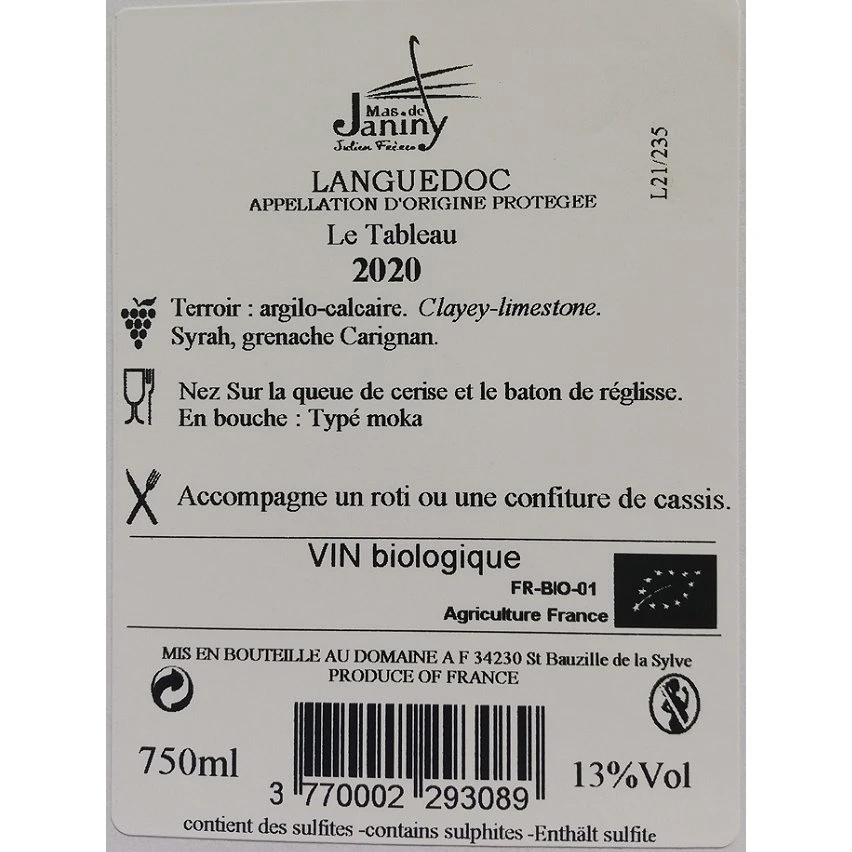 Mas de
Janiny
Julien Frères
L21/235
LANGUEDOC
APPELLATION D'ORIGINE PROTEGEE
Le Tableau
2020
Terroir : argilo-calcaire. Clayey-limestone.
Syrah, grenache Carignan.
Nez Sur la queue de cerise et le baton de réglisse.
En bouche : Typé moka
Accompagne un roti ou une confiture de cassis.
VIN biologique
FR-BIO-01
Agriculture France
MIS EN BOUTEILLE AU DOMAINE A F 34230 St Bauzille de la Sylve
PRODUCE OF FRANCE
750ml
3 770002 293089
13%Vol
contient des sulfites -contains sulphites -Enthält sulfite